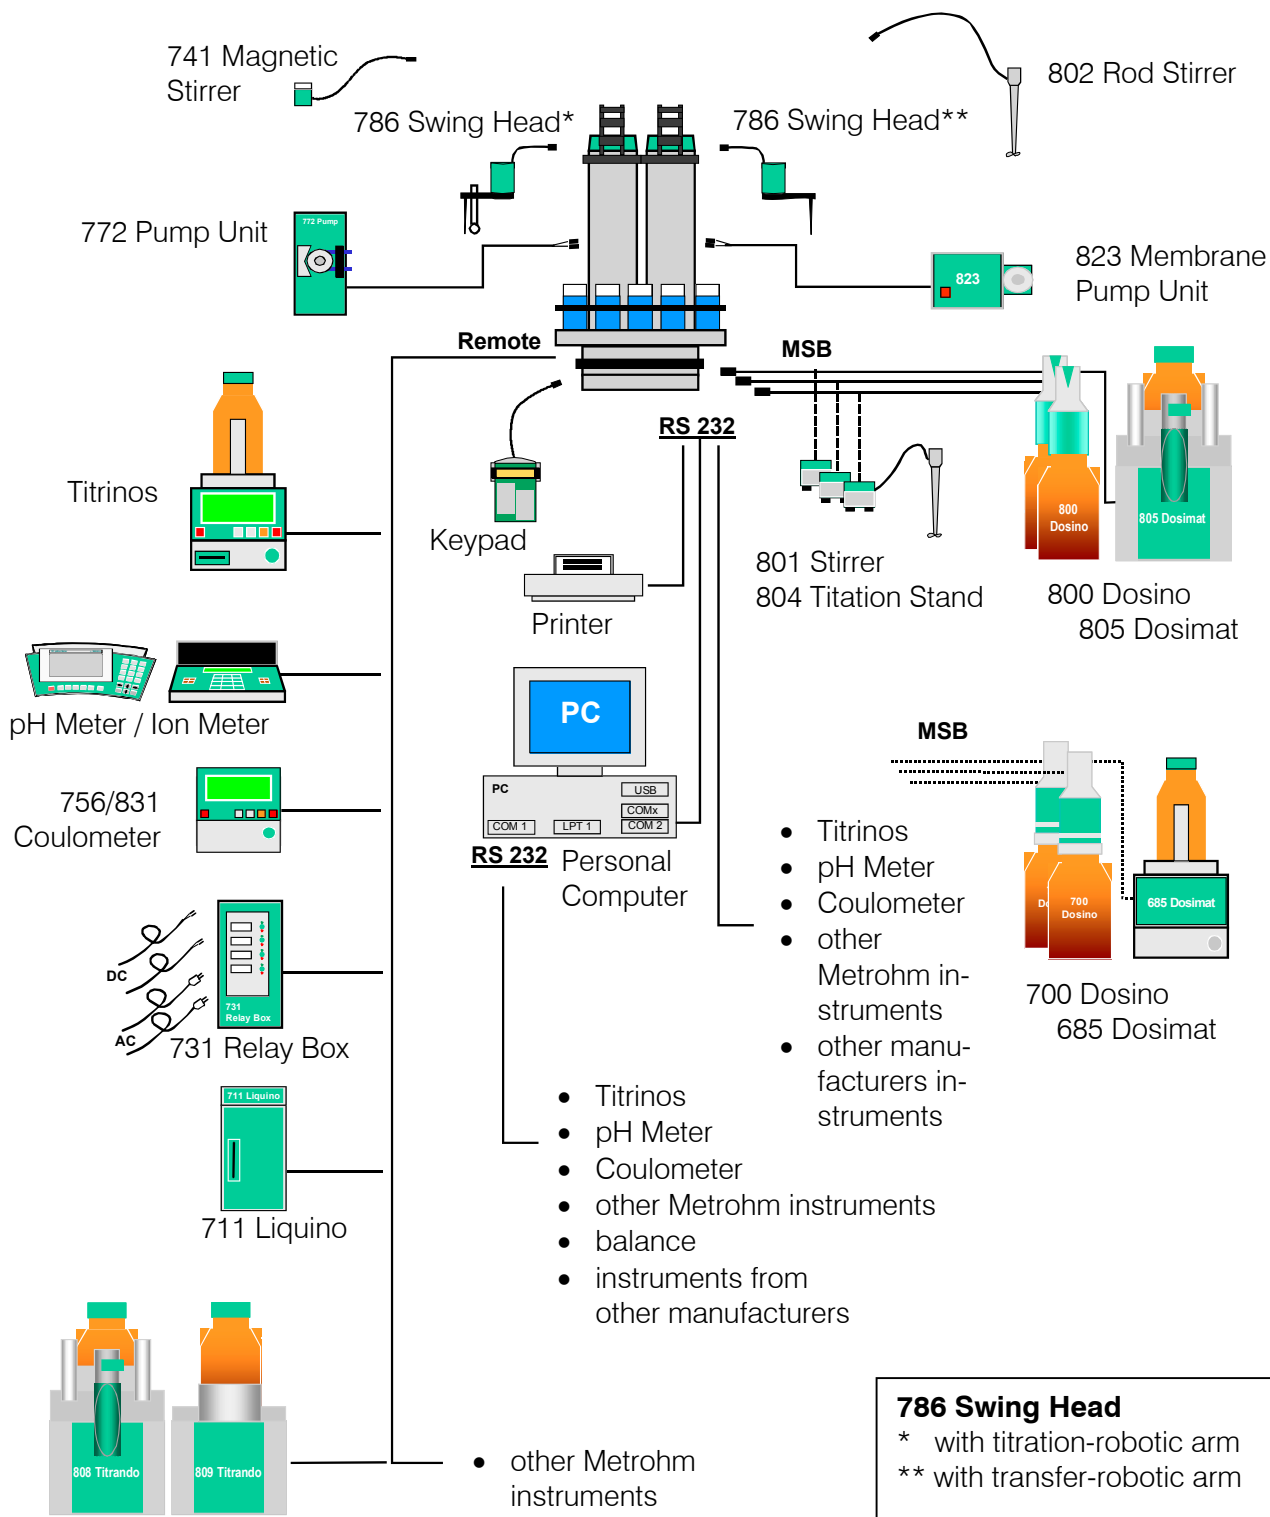 741 Magnetic
Stirrer
802 Rod Stirrer
786 Swing Head*
786 Swing Head**
772 Pump Unit
772 Pump
823 Membrane
Pump Unit
823
Remote
MSB
RS 232
Titrinos
Keypad
800
Dosino
805 Dosimat
801 Stirrer
804 Titation Stand
800 Dosino
805 Dosimat
Printer
pH Meter / Ion Meter
PC
PC
USB
COMx
COM 1
LPT 1
COM 2
RS 232
Personal
Computer
MSB
756/831
Coulometer
• Titrinos
• pH Meter
• Coulometer
• other
Metrohm in-
struments
• other manu-
facturers in-
struments
700
Dosino
685 Dosimat
700 Dosino
685 Dosimat
DC
AC
731
Relay Box
731 Relay Box
711 Liquino
711 Liquino
• Titrinos
• pH Meter
• Coulometer
• other Metrohm instruments
• balance
• instruments from
other manufacturers
808 Titrando
809 Titrando
• other Metrohm
instruments
786 Swing Head
* with titration-robotic arm
** with transfer-robotic arm